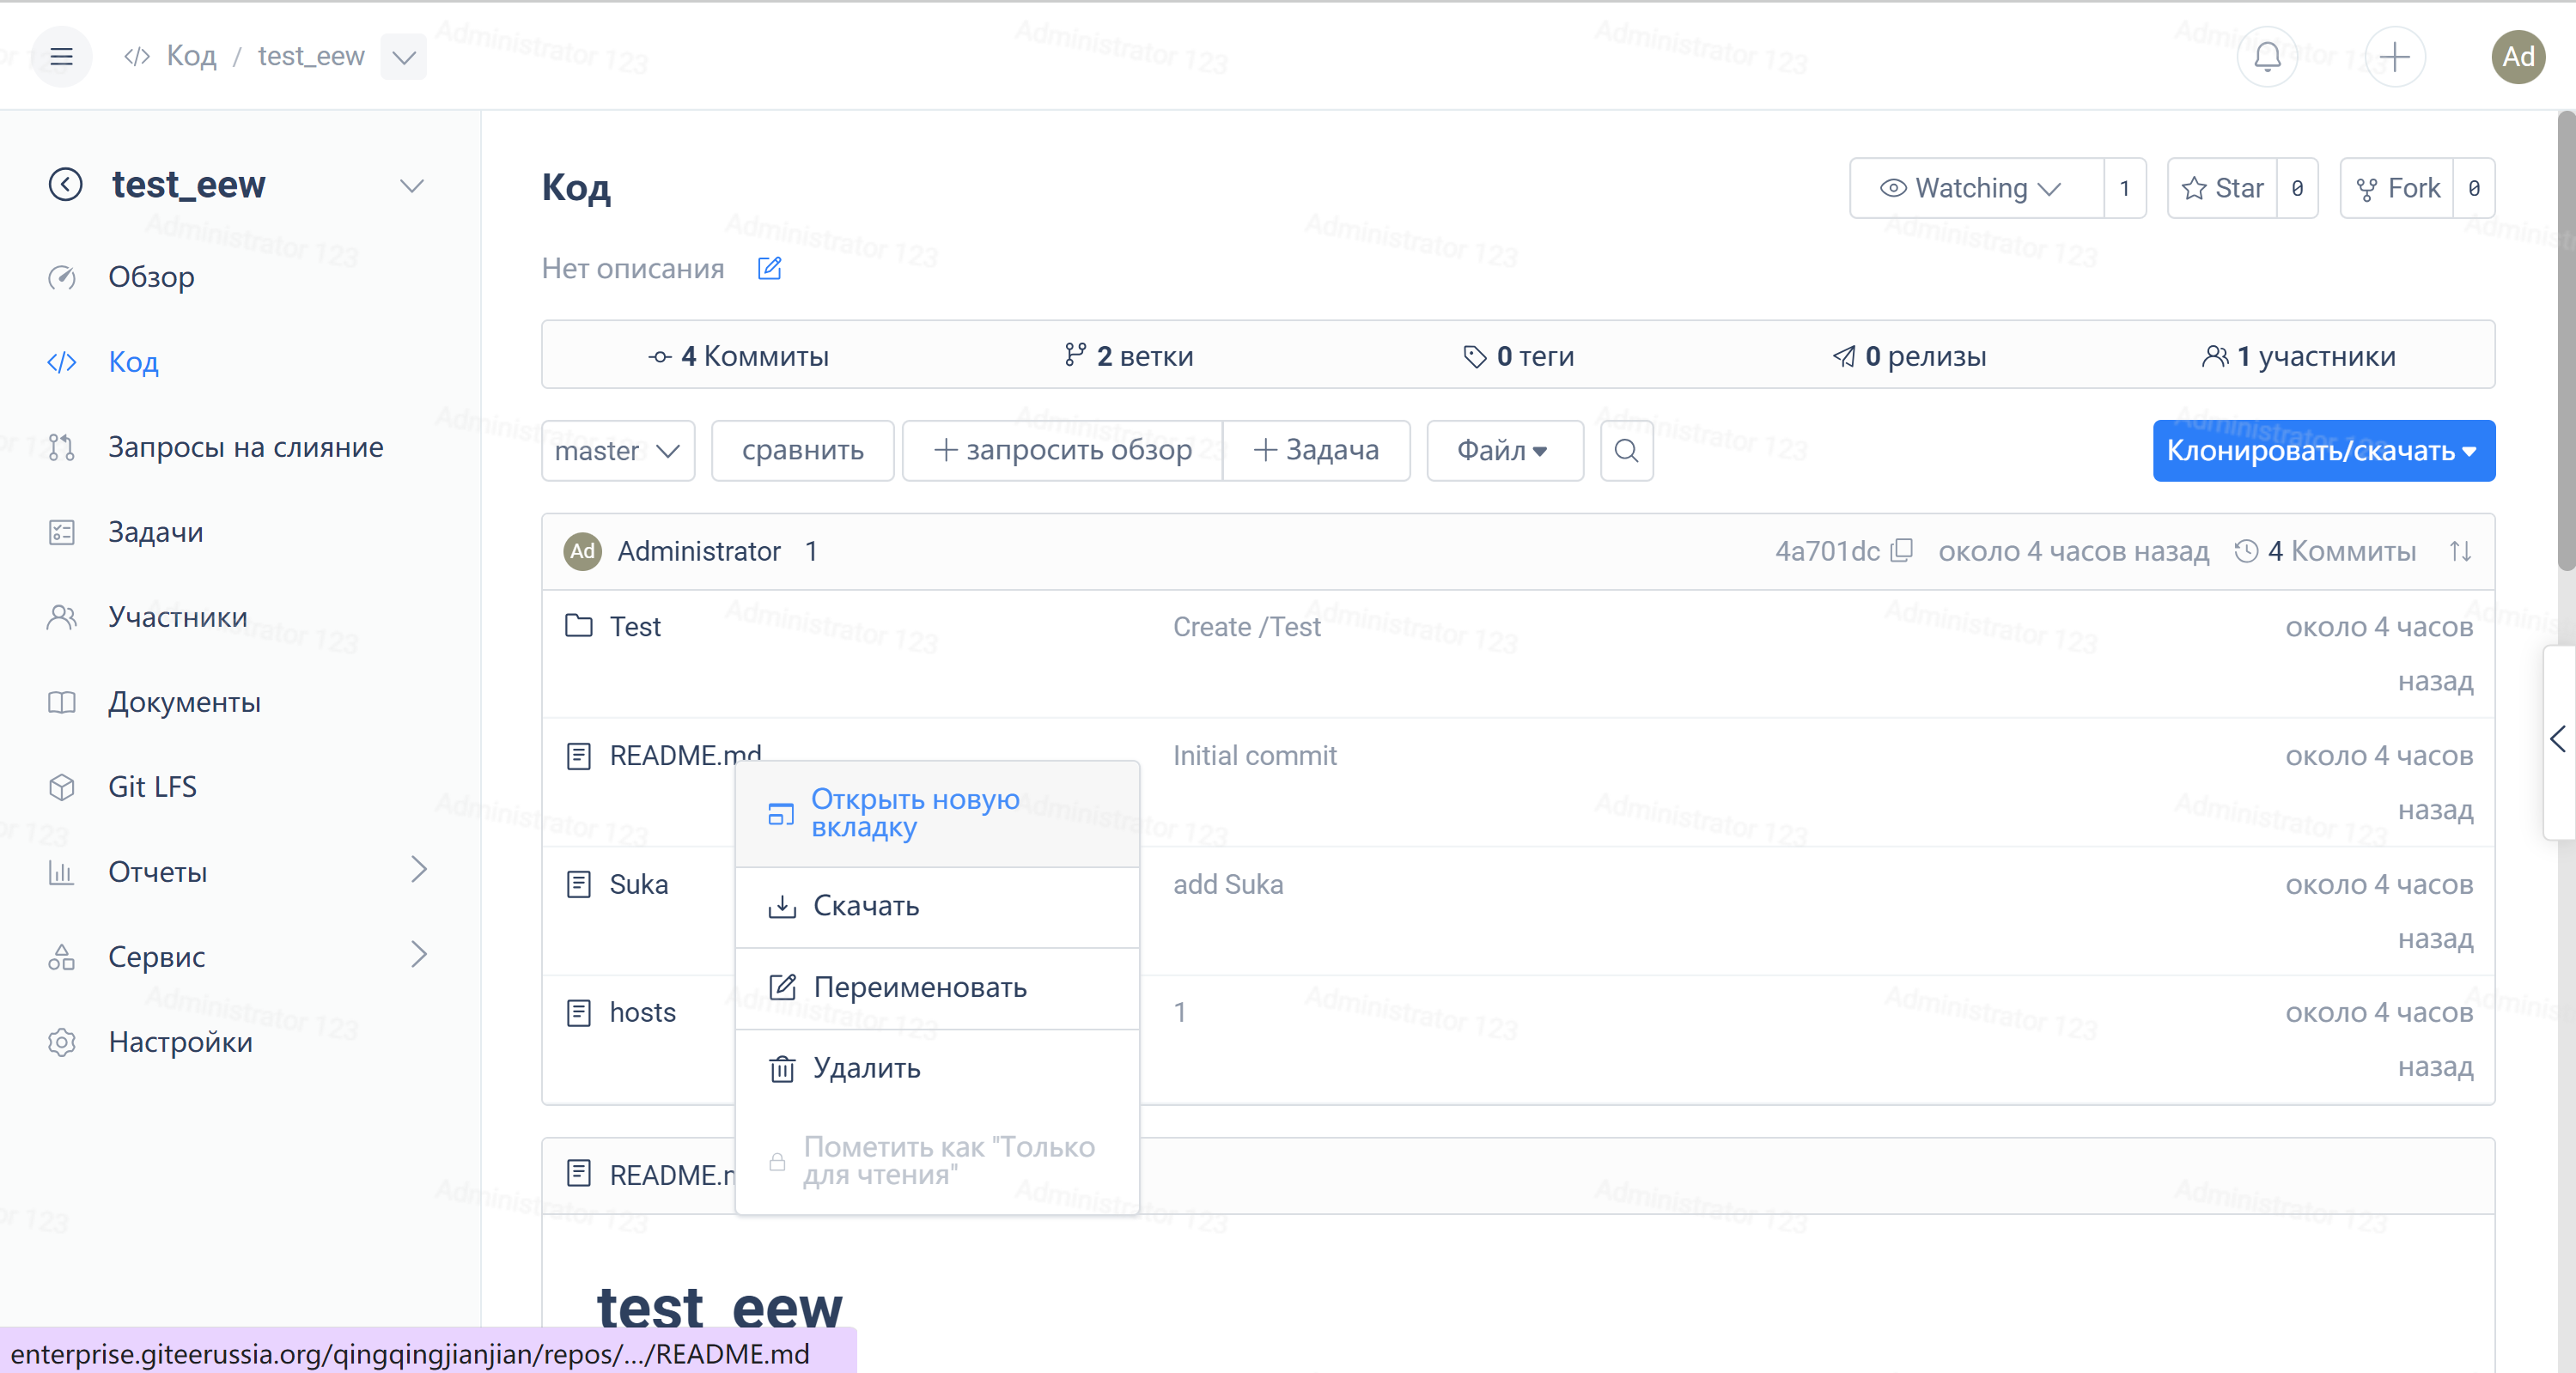 Код / test_eew
Ad
test_eew
Обзор
Код
Запросы на слияние
Задачи
Участники
Документы
Git LFS
Отчеты
Сервис
Настройки
Код
Watching 1
Star 0
Fork 0
Нет описания
4 Коммиты
2 ветки
0 теги
0 релизы
1 участники
master
сравнить
запросить обзор
Задача
Файл
Клонировать/скачать
Ad Administrator 1
4a701dc около 4 часов назад 4 Коммиты
Test Create /Test около 4 часов
назад
README.md Initial commit около 4 часов
назад
Suka add Suka около 4 часов
назад
hosts 1 около 4 часов
назад
Открыть новую
вкладку
Скачать
Переименовать
Удалить
Пометить как "Только
для чтения"
README.
test_eew
enterprise.giteerussia.org/qingqingjianjian/repos/.../README.md
Administrator 123